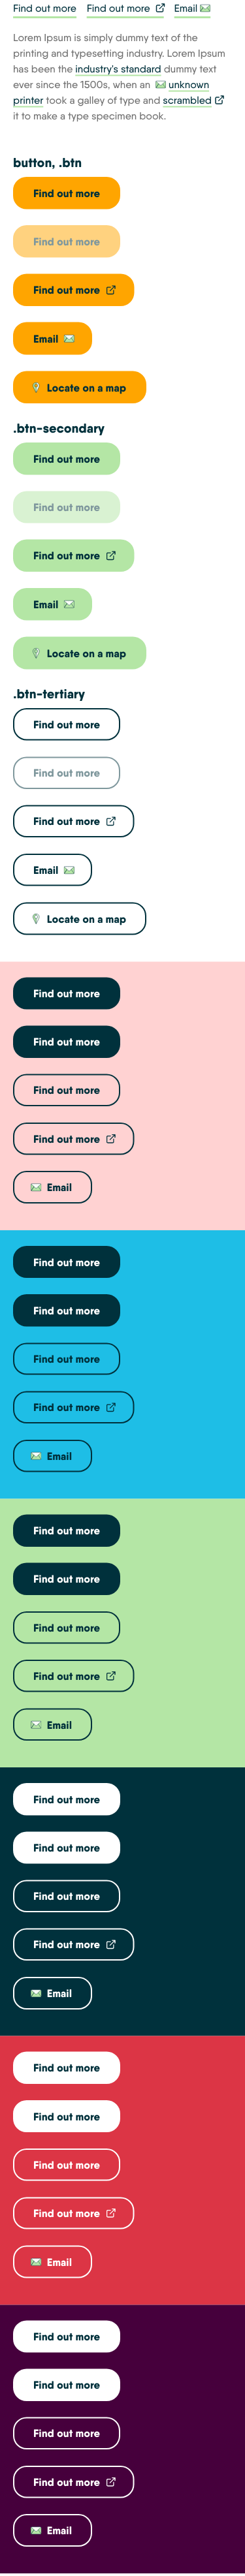 Find out more Find out more Email
Lorem Ipsum is simply dummy text of the
printing and typesetting industry. Lorem Ipsum
has been the industry's standard dummy text
ever since the 1500s, when an unknown
printer took a galley of type and scrambled
it to make a type specimen book.
button, .btn
Find out more
Find out more
Find out more
Email
Locate on a map
.btn-secondary
Find out more
Find out more
Find out more
Email
Locate on a map
.btn-tertiary
Find out more
Find out more
Find out more
Email
Locate on a map
Find out more
Find out more
Find out more
Find out more
Email
Find out more
Find out more
Find out more
Find out more
Email
Find out more
Find out more
Find out more
Find out more
Email
Find out more
Find out more
Find out more
Find out more
Email
Find out more
Find out more
Find out more
Find out more
Email
Find out more
Find out more
Find out more
Find out more
Email